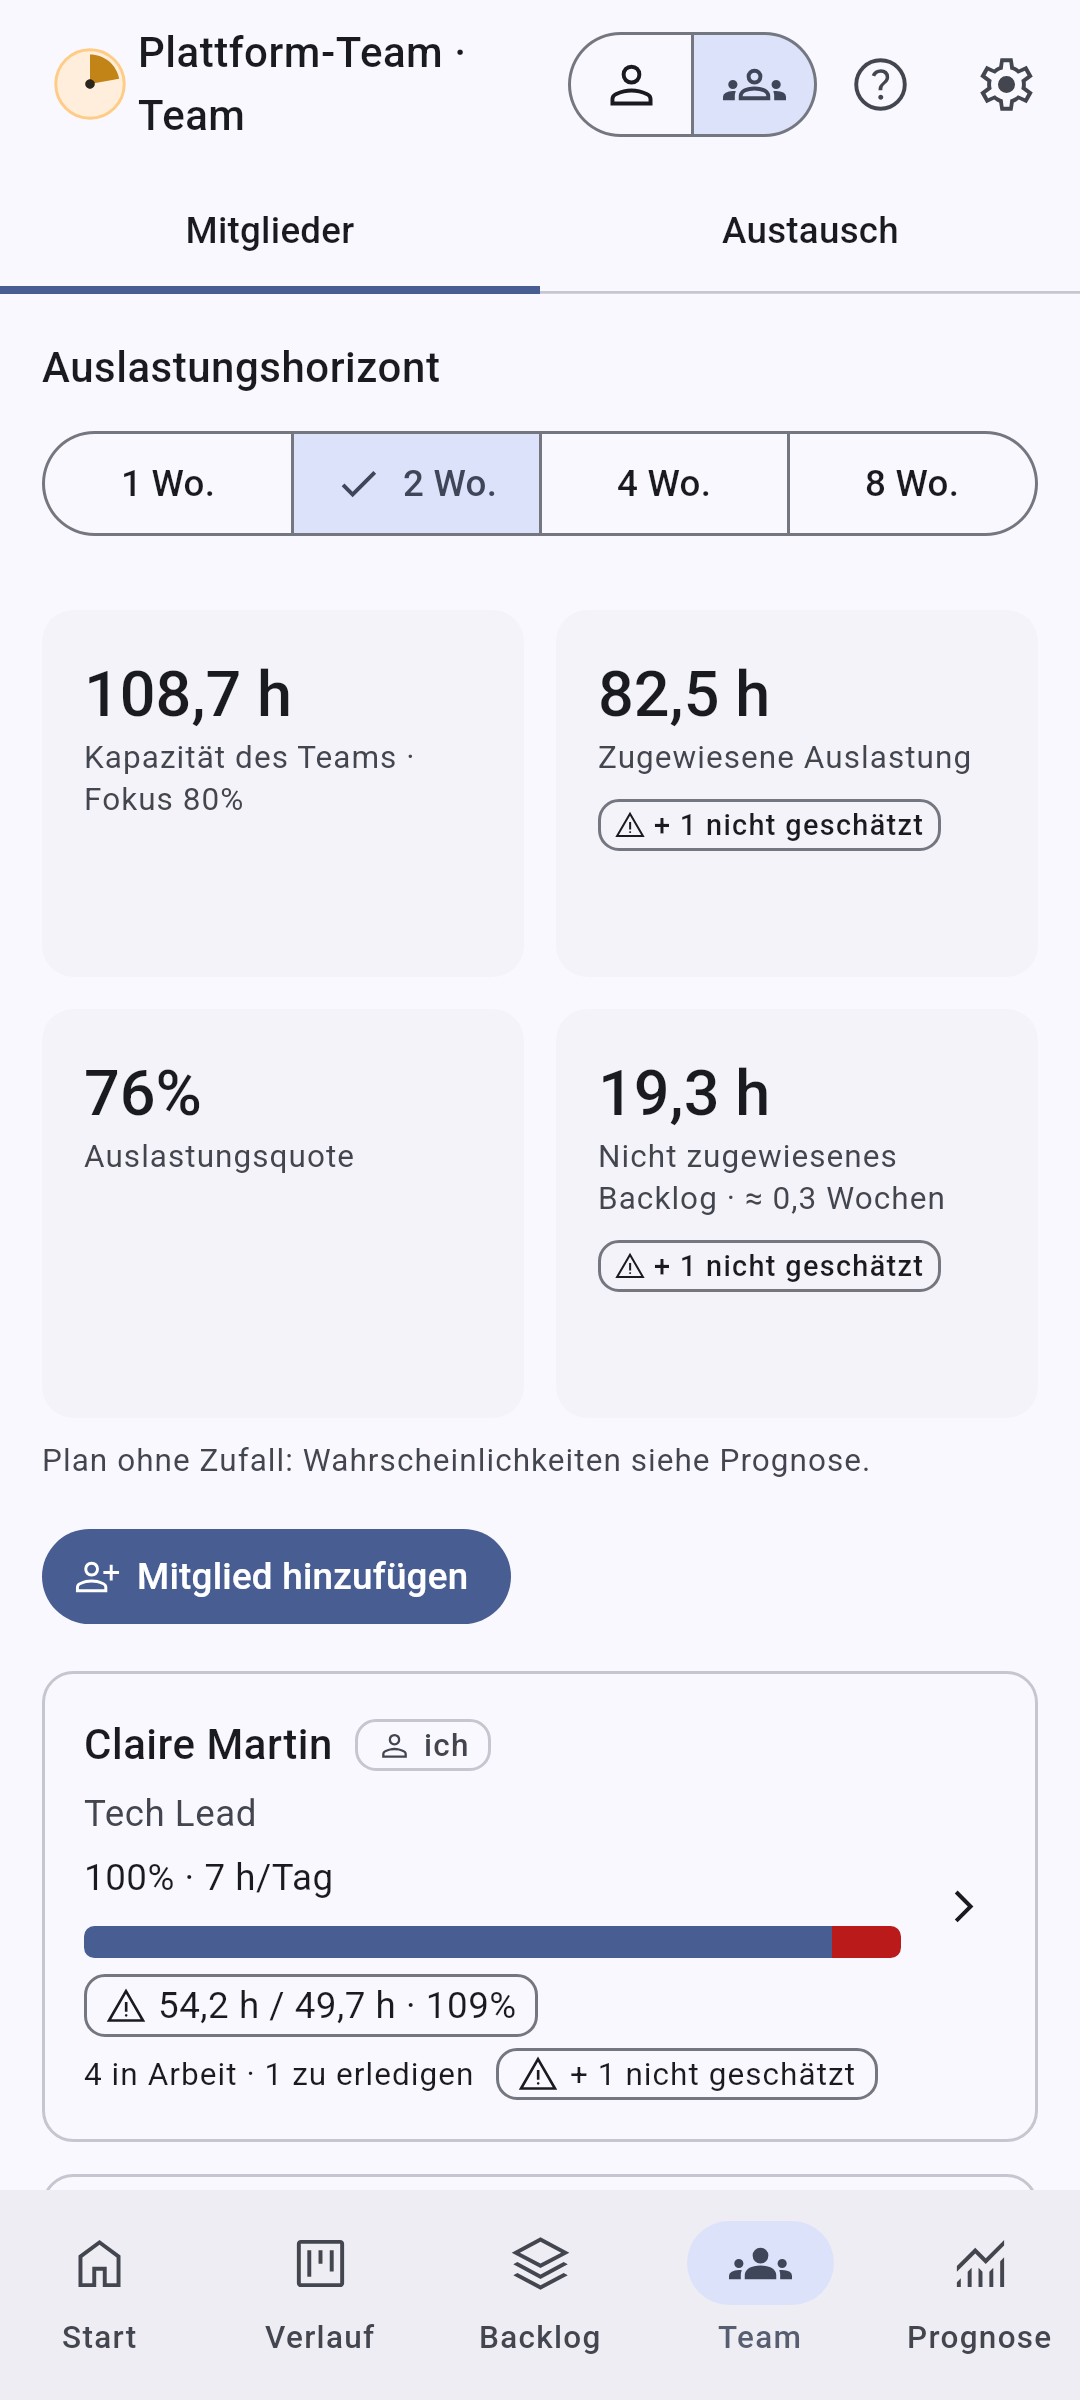 Plattform-Team ·
Team
Mitglieder
Austausch
Auslastungshorizont
1 Wo.
2 Wo.
4 Wo.
8 Wo.
108,7 h
Kapazität des Teams ·
Fokus 80%
82,5 h
Zugewiesene Auslastung
+ 1 nicht geschätzt
76%
Auslastungsquote
19,3 h
Nicht zugewiesenes
Backlog · ≈ 0,3 Wochen
+ 1 nicht geschätzt
Plan ohne Zufall: Wahrscheinlichkeiten siehe Prognose.
Mitglied hinzufügen
Claire Martin
ich
Tech Lead
100% · 7 h/Tag
54,2 h / 49,7 h · 109%
4 in Arbeit · 1 zu erledigen
+ 1 nicht geschätzt
Start
Verlauf
Backlog
Team
Prognose